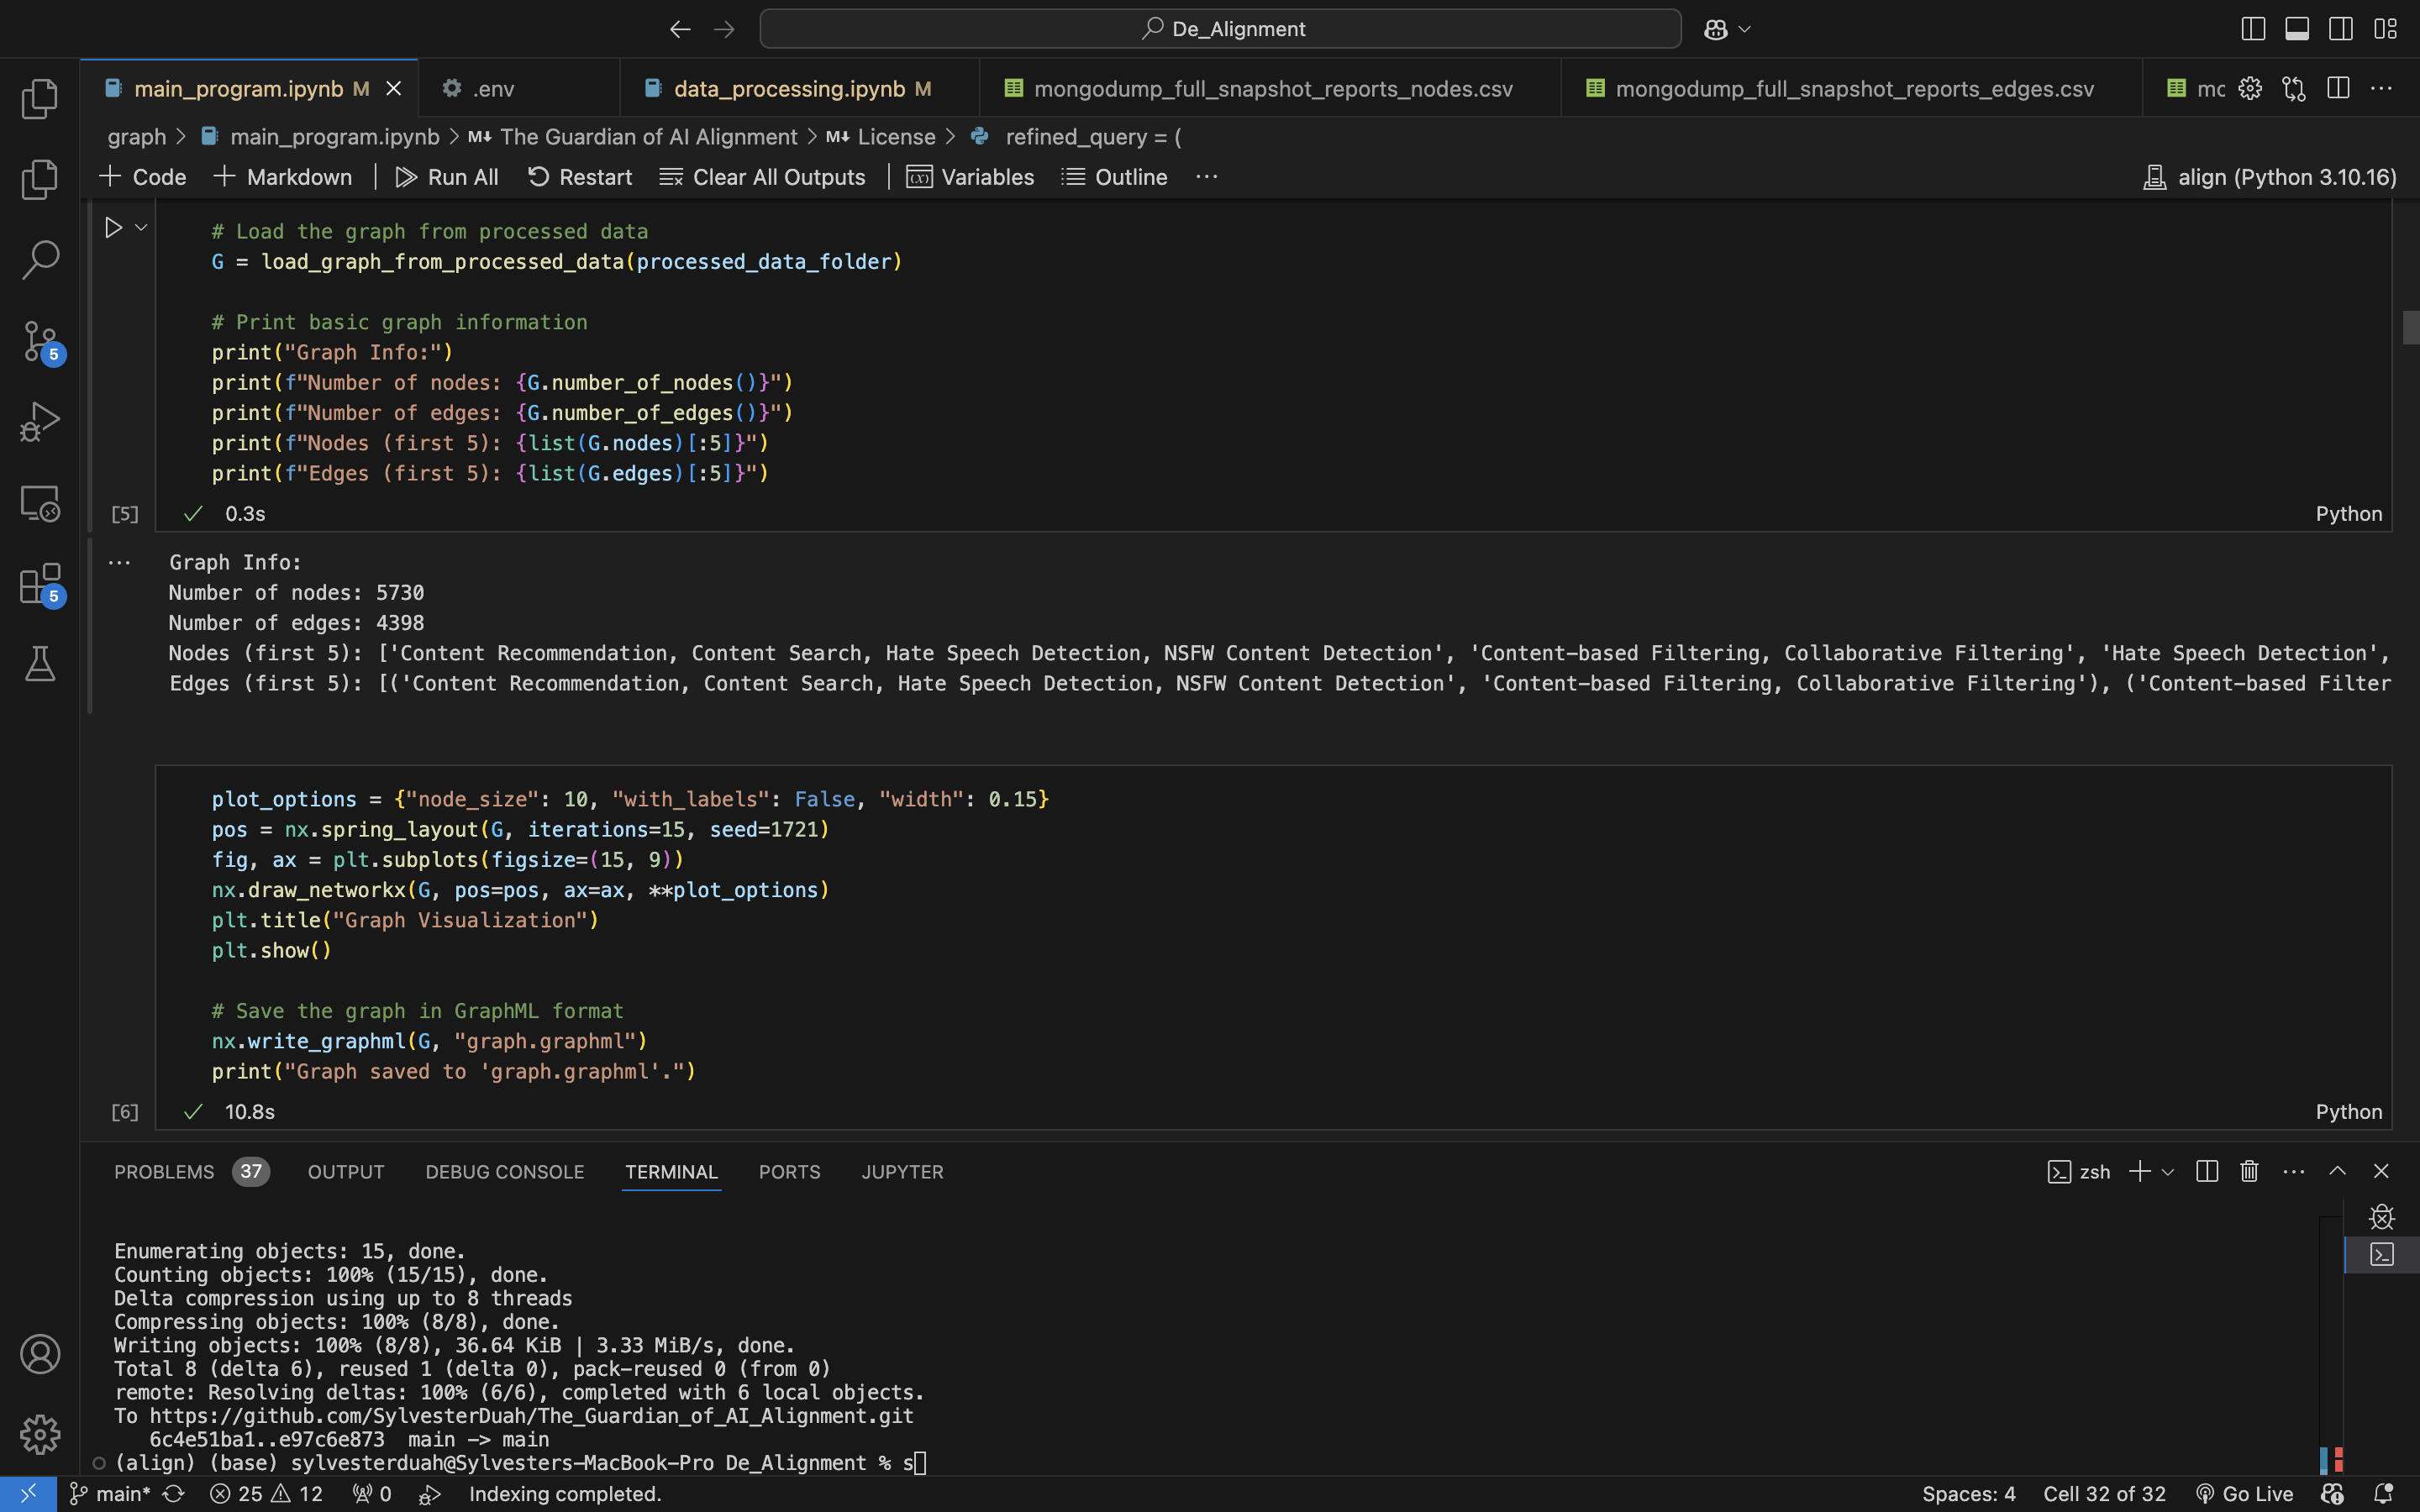 De_Alignment
main_program.ipynb M
.env
data_processing.ipynb M
mongodump_full_snapshot_reports_nodes.csv
mongodump_full_snapshot_reports_edges.csv
mc
graph > main_program.ipynb > M↓ The Guardian of AI Alignment > M↓ License > refined_query = (
+ Code + Markdown | Run All Restart Clear All Outputs | Variables Outline ...
align (Python 3.10.16)
# Load the graph from processed data
G = load_graph_from_processed_data(processed_data_folder)
# Print basic graph information
print("Graph Info:")
print(f"Number of nodes: {G.number_of_nodes()}")
print(f"Number of edges: {G.number_of_edges()}")
print(f"Nodes (first 5): {list(G.nodes)[:5]}")
print(f"Edges (first 5): {list(G.edges)[:5]}")
[5] ✓ 0.3s Python
Graph Info:
Number of nodes: 5730
Number of edges: 4398
Nodes (first 5): ['Content Recommendation, Content Search, Hate Speech Detection, NSFW Content Detection', 'Content-based Filtering, Collaborative Filtering', 'Hate Speech Detection',
Edges (first 5): [('Content Recommendation, Content Search, Hate Speech Detection, NSFW Content Detection', 'Content-based Filtering, Collaborative Filtering'), ('Content-based Filter
plot_options = {"node_size": 10, "with_labels": False, "width": 0.15}
pos = nx.spring_layout(G, iterations=15, seed=1721)
fig, ax = plt.subplots(figsize=(15, 9))
nx.draw_networkx(G, pos=pos, ax=ax, **plot_options)
plt.title("Graph Visualization")
plt.show()
# Save the graph in GraphML format
nx.write_graphml(G, "graph.graphml")
print("Graph saved to 'graph.graphml'.")
[6] ✓ 10.8s Python
5
5
PROBLEMS 37 OUTPUT DEBUG CONSOLE TERMINAL PORTS JUPYTER
zsh
Enumerating objects: 15, done.
Counting objects: 100% (15/15), done.
Delta compression using up to 8 threads
Compressing objects: 100% (8/8), done.
Writing objects: 100% (8/8), 36.64 KiB | 3.33 MiB/s, done.
Total 8 (delta 6), reused 1 (delta 0), pack-reused 0 (from 0)
remote: Resolving deltas: 100% (6/6), completed with 6 local objects.
To https://github.com/SylvesterDuah/The_Guardian_of_AI_Alignment.git
6c4e51ba1..e97c6e873 main -> main
(align) (base) sylvesterduah@Sylvesters-MacBook-Pro De_Alignment % s
main* 25 12 0 Indexing completed. Spaces: 4 Cell 32 of 32 Go Live